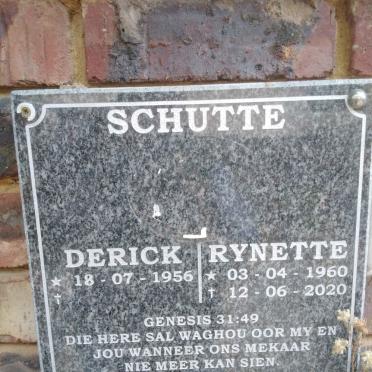 SCHUTTE
DERICK | RYNETTE
* 18 - 07 - 1956 * 03 - 04 - 1960
† † 12 - 06 - 2020
GENESIS 31:49
DIE HERE SAL WAGHOU OOR MY EN
JOU WANNEER ONS MEKAAR
NIE MEER KAN SIEN.